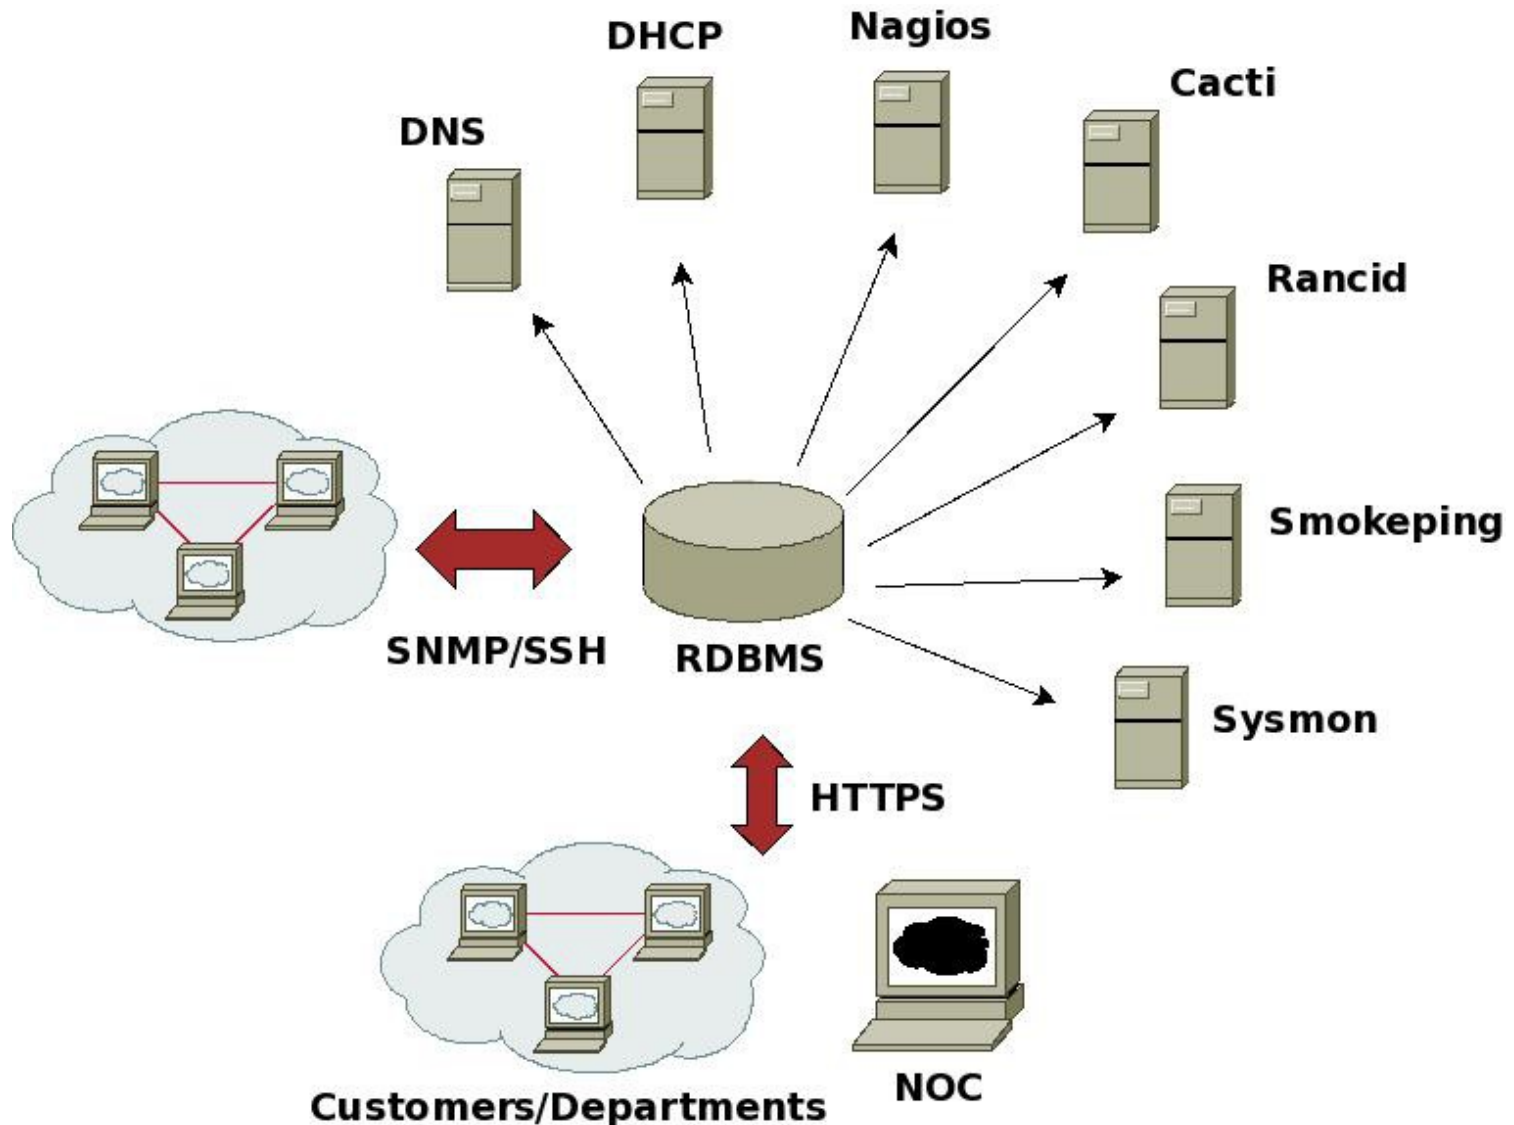 Nagios
DHCP
Cacti
DNS
Rancid
Smokeping
SNMP/SSH
RDBMS
Sysmon
HTTPS
NOC
Customers/Departments